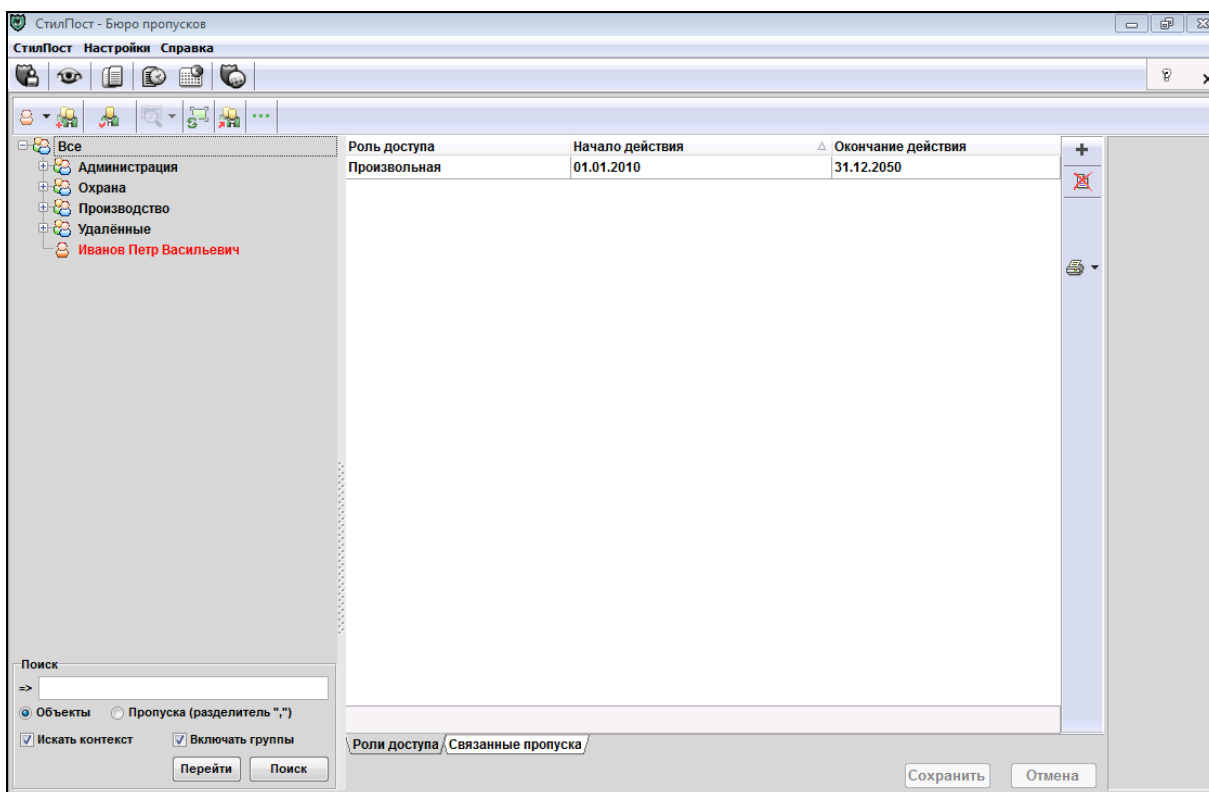 СтилПост - Бюро пропусков
СтилПост Настройки Справка
Все
Администрация
Охрана
Производство
Удалённые
Иванов Петр Васильевич
Роль доступа Начало действия Окончание действия
Произвольная 01.01.2010 31.12.2050
Поиск
=>
Объекты Пропуска (разделитель ",")
Искать контекст Включать группы
Перейти Поиск
Роли доступа Связанные пропуска
Сохранить Отмена